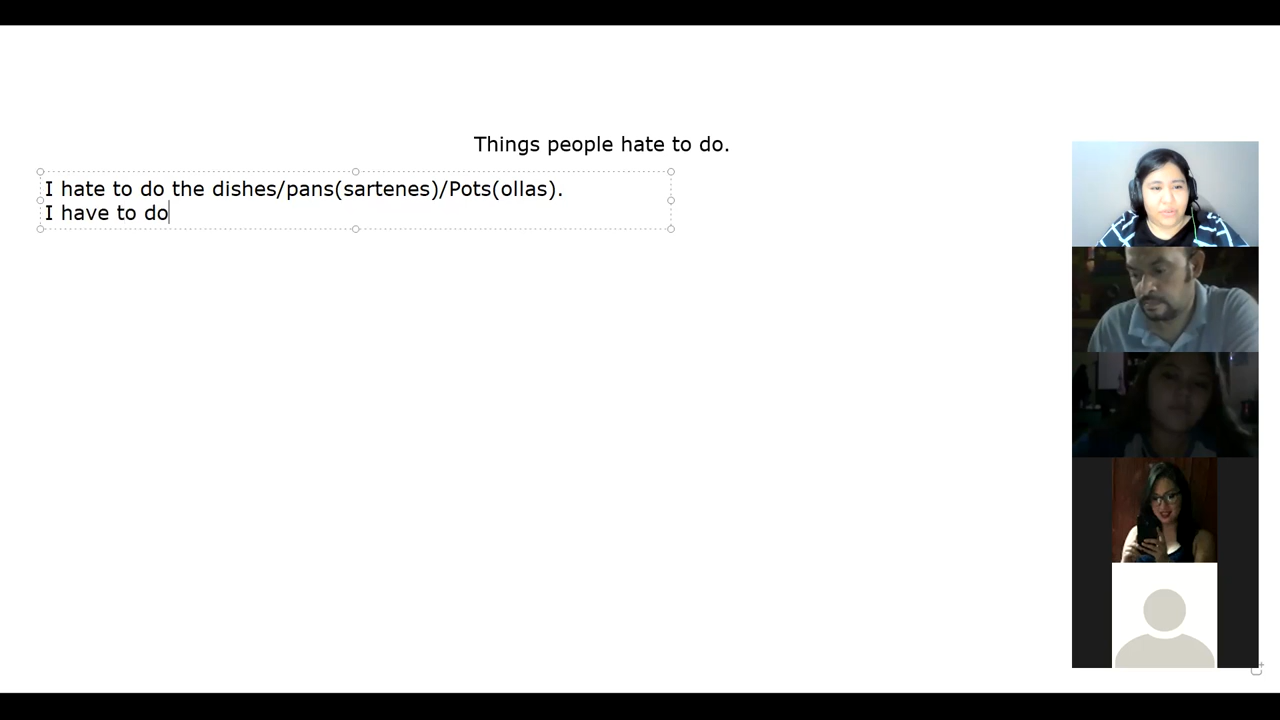 Things people hate to do.
I hate to do the dishes/pans(sartenes)/Pots(ollas).
I have to do